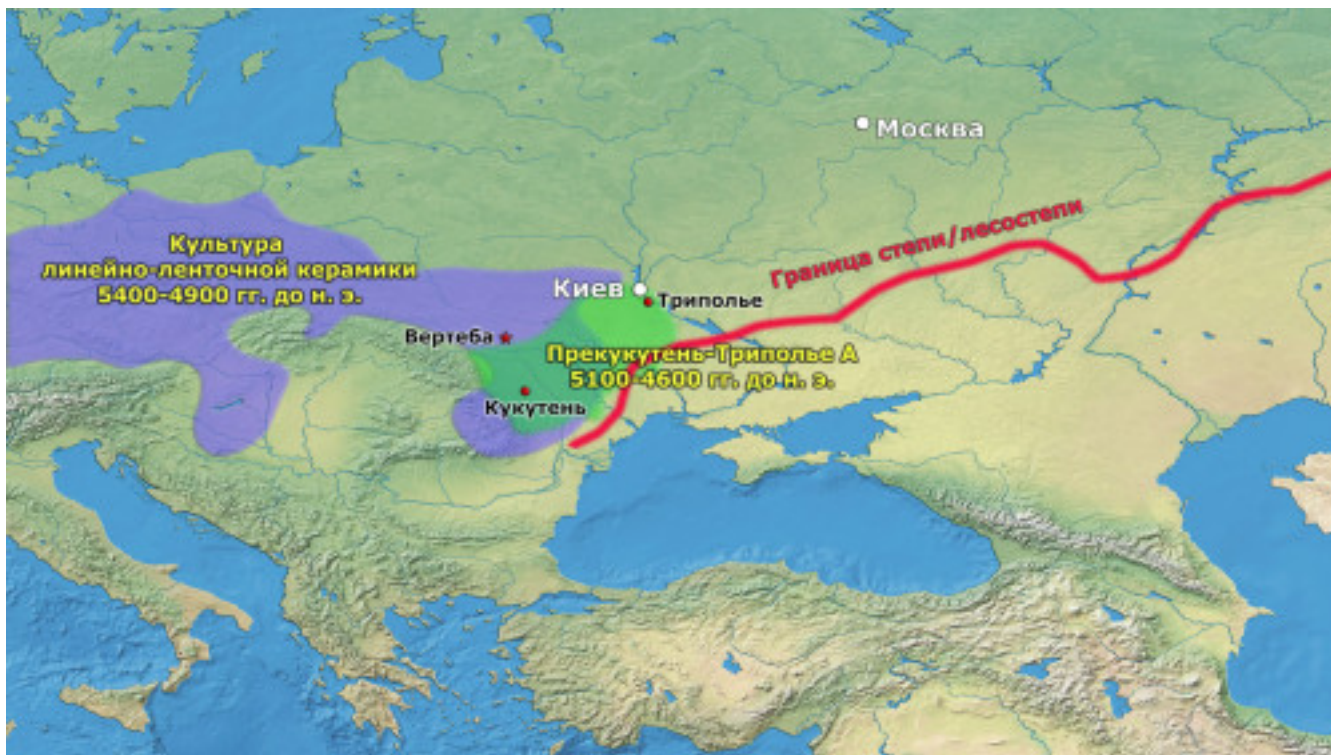 Москва
Граница степи/лесостепи
Культура
линейно-ленточной керамики
5400-4900 гг. до н. э.
Киев
Триполье
Вертеба
Прекукутень-Триполье А
5100-4600 гг. до н. э.
Кукутень